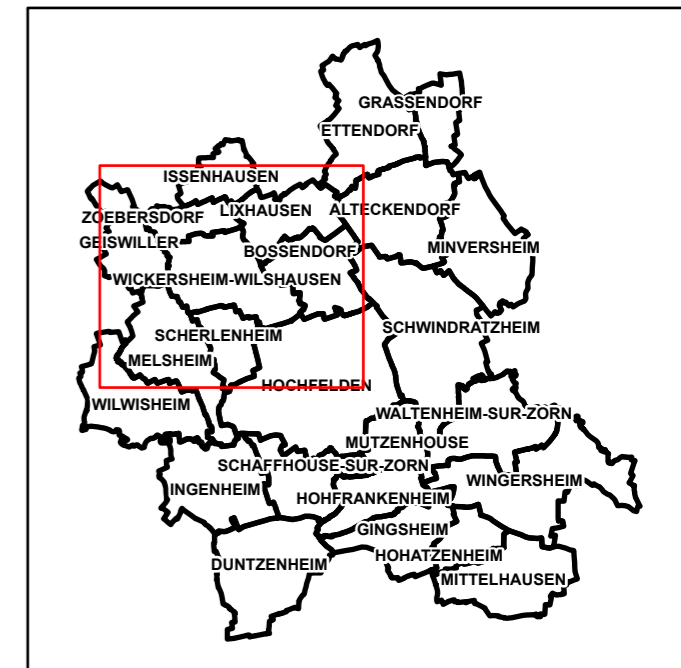 GRASSENDORF
ETTENDORF
ISSENHAUSEN
LIXHAUSEN
ALTECKENDORF
ZOEBERSDORF
GEISWILLER
BOSSENDORF
MINVERSHEIM
WICKERSHEIM-WILSHAUSEN
SCHERLENHEIM
SCHWINDRATZHEIM
MELSHEIM
HOCHFELDEN
WILWISHEIM
WALTENHEIM-SUR-ZORN
MUTZENHOUSE
SCHAFFHOUSE-SUR-ZORN
WINGERSHEIM
INGENHEIM
HOHFRANKENHEIM
GINGSHEIM
HOHATZENHEIM
DUNTZENHEIM
MITTELHAUSEN